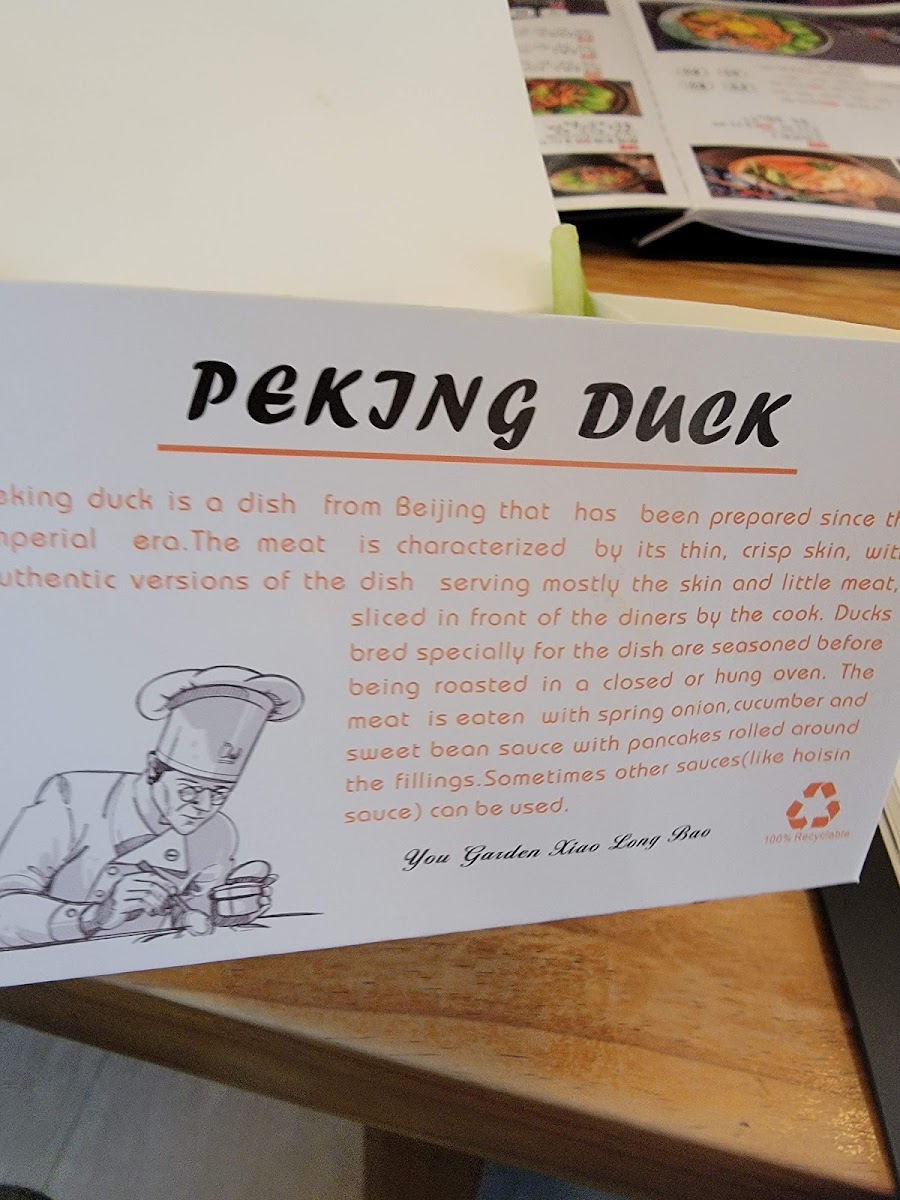 PEKING DUCK
eking duck is a dish from Beijing that has been prepared since th
mperial era.The meat is characterized by its thin, crisp skin, wit
uthentic versions of the dish serving mostly the skin and little meat,
sliced in front of the diners by the cook. Ducks
bred specially for the dish are seasoned before
being roasted in a closed or hung oven. The
meat is eaten with spring onion,cucumber and
sweet bean sauce with pancakes rolled around
the fillings.Sometimes other sauces(like hoisin
sauce) can be used.
100% Recyclable
You Garden Xiao Long Bao